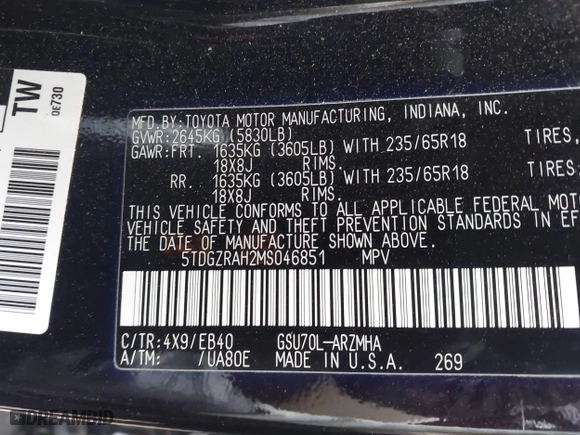 TW
0E730
MFD.BY:TOYOTA MOTOR MANUFACTURING, INDIANA, INC.
GVWR:2645KG (5830LB)
GAWR:FRT. 1635KG (3605LB) WITH 235/65R18 TIRES,
18X8J RIMS.
RR. 1635KG (3605LB) WITH 235/65R18 TIRES,
18X8J RIMS.
THIS VEHICLE CONFORMS TO ALL APPLICABLE FEDERAL MOT
VEHICLE SAFETY AND THEFT PREVENTION STANDARDS IN EF
THE DATE OF MANUFACTURE SHOWN ABOVE.
5TDGZRAH2MS046851 MPV
C/TR:4X9/EB40 GSU70L-ARZMHA
A/TM: /UA80E MADE IN U.S.A. 269
DREAMBID